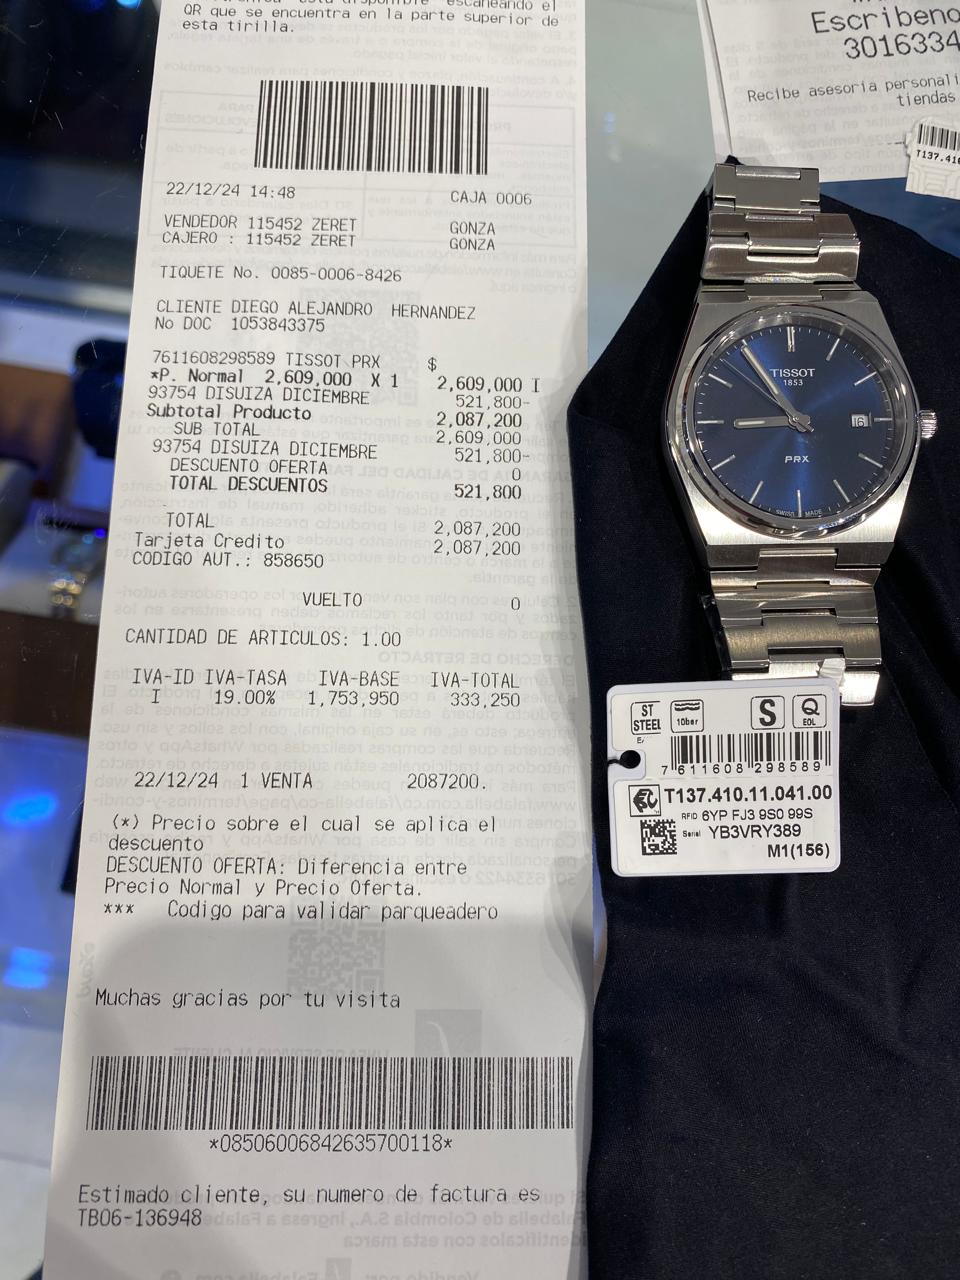 QR que se encuentra en la parte superior de
esta tirilla.
22/12/24 14:48 CAJA 0006
VENDEDOR 115452 ZERET GONZA
CAJERO : 115452 ZERET GONZA
TIQUETE No. 0085-0006-8426
CLIENTE DIEGO ALEJANDRO HERNANDEZ
No DOC 1053843375
7611608298589 TISSOT PRX $
*P. Normal 2,609,000 X 1 2,609,000 I
93754 DISUIZA DICIEMBRE 521,800-
Subtotal Producto 2,087,200
SUB TOTAL 2,609,000
93754 DISUIZA DICIEMBRE 521,800-
DESCUENTO OFERTA 0
TOTAL DESCUENTOS 521,800
TOTAL 2,087,200
Tarjeta Credito 2,087,200
CODIGO AUT.: 858650
VUELTO 0
CANTIDAD DE ARTICULOS: 1.00
IVA-ID IVA-TASA IVA-BASE IVA-TOTAL
I 19.00% 1,753,950 333,250
22/12/24 1 VENTA 2087200.
(*) Precio sobre el cual se aplica el
descuento
DESCUENTO OFERTA: Diferencia entre
Precio Normal y Precio Oferta.
*** Codigo para validar parqueadero
Muchas gracias por tu visita
*08506006842635700118*
Estimado cliente, su numero de factura es
TB06-136948
Escribeno
3016334
Recibe asesoria personali
tiendas
T137.410
TISSOT
1853
16
PRX
SWISS MADE
ST
STEEL
10ber
S
Q
EOL
7 611608 298589
T137.410.11.041.00
RFID 6YP FJ3 9S0 99S
Serial YB3VRY389
M1(156)